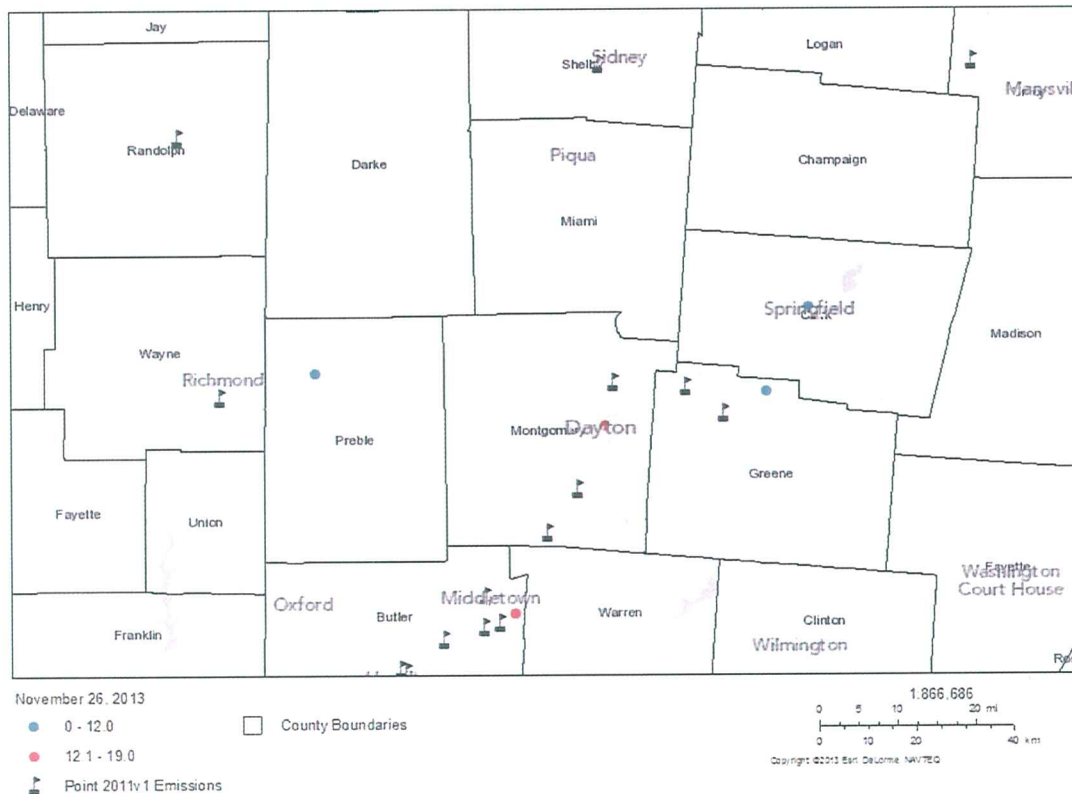 Jay
Logan
Shelb
Sidney
Marysvil
Delaware
Randolph
Darke
Piqua
Champaign
Miami
Henry
Springfield
Madison
Wayne
Richmond
Preble
Montgomery
Dayton
Greene
Fayette
Union
Fayette
Washington
Court House
Oxford
Butler
Middletown
Warren
Clinton
Franklin
Wilmington
Ro
November 26, 2013
0 - 12.0
County Boundaries
12.1 - 19.0
Point 2011v1 Emissions
1:866,686
0 5 10 20 mi
0 10 20 40 km
Copyright ©2013 Esri, DeLorme, NAVTEQ